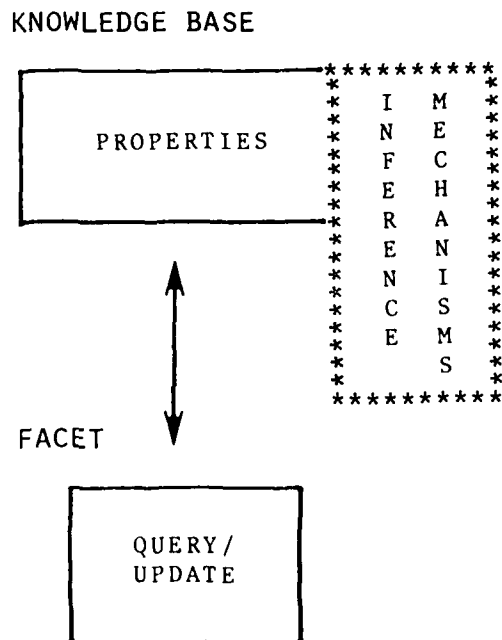 KNOWLEDGE BASE
PROPERTIES
INFERENCE
MECHANISMS
FACET
QUERY/
UPDATE